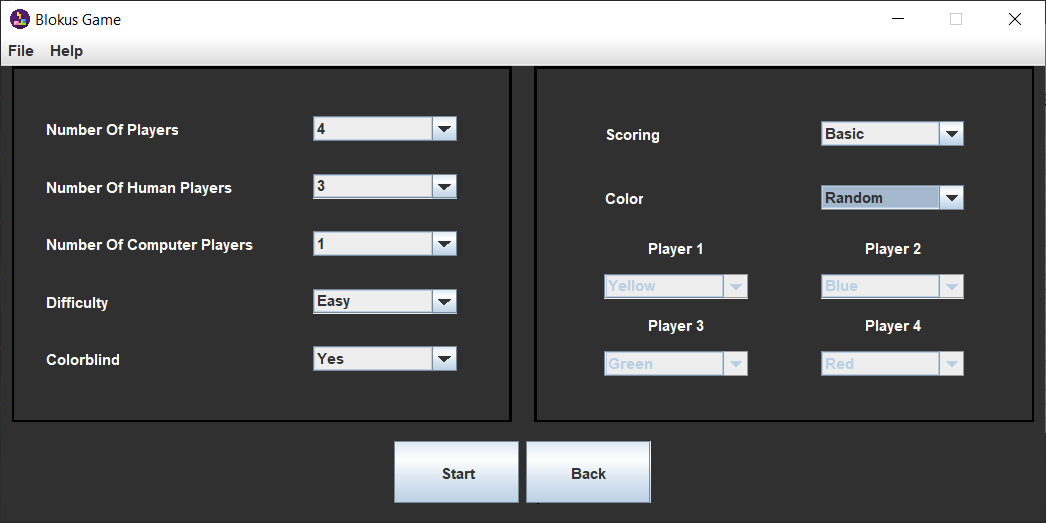 Blokus Game
File Help
Number Of Players 4
Number Of Human Players 3
Number Of Computer Players 1
Difficulty Easy
Colorblind Yes
Scoring Basic
Color Random
Player 1 Player 2
Yellow Blue
Player 3 Player 4
Green Red
Start Back